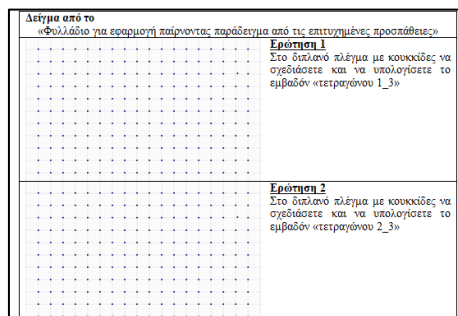 Δείγμα από το
«Φυλλάδιο για εφαρμογή παίρνοντας παράδειγμα από τις επιτυχημένες προσπάθειες»
Ερώτηση 1
Στο διπλανό πλέγμα με κουκκίδες να
σχεδιάσετε και να υπολογίσετε το
εμβαδόν «τετραγώνου 1_3»
Ερώτηση 2
Στο διπλανό πλέγμα με κουκκίδες να
σχεδιάσετε και να υπολογίσετε το
εμβαδόν «τετραγώνου 2_3»